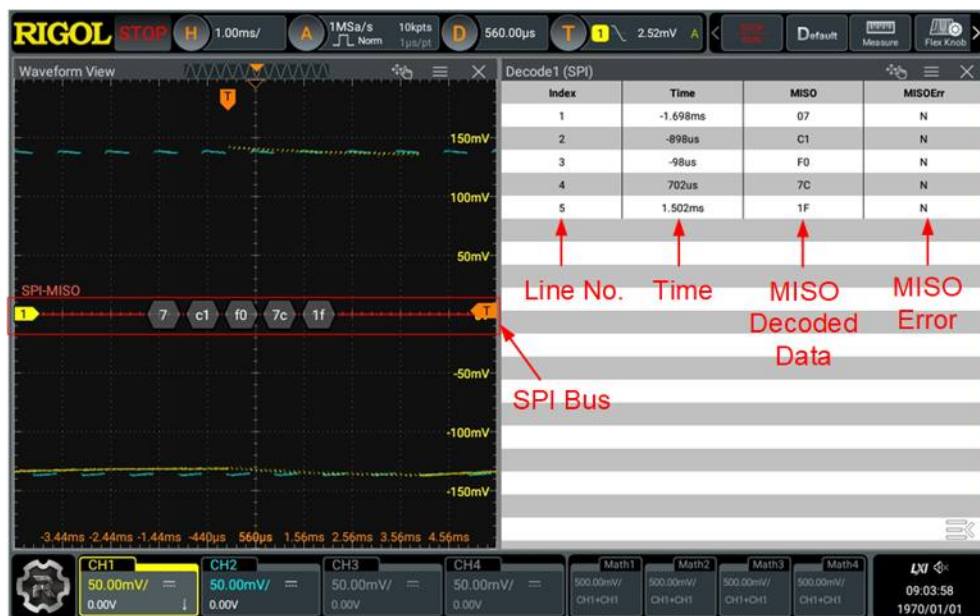 RIGOL STOP H 1.00ms/ A 1MSa/s 10kpts D 560.00μs T 1 2.52mV A Default Measure Flex Knob
Norm 1μs/pt
Waveform View
T
150mV
100mV
50mV
SPI-MISO
1 7 c1 f0 7c 1f T
-50mV
-100mV
-150mV
-3.44ms -2.44ms -1.44ms -440μs 560μs 1.56ms 2.56ms 3.56ms 4.56ms
Decode1 (SPI)
Index Time MISO MISOErr
1 -1.698ms 07 N
2 -898us C1 N
3 -98us F0 N
4 702us 7C N
5 1.502ms 1F N
Line No. Time MISO Decoded Data MISO Error
SPI Bus
CH1 CH2 CH3 CH4 Math1 Math2 Math3 Math4
50.00mV/ 50.00mV/ 50.00mV/ 50.00mV/ 500.00mV/ 500.00mV/ 500.00mV/ 500.00mV/
0.00V 0.00V 0.00V 0.00V CH1+CH1 CH1+CH1 CH1+CH1 CH1+CH1
LXI
09:03:58
1970/01/01